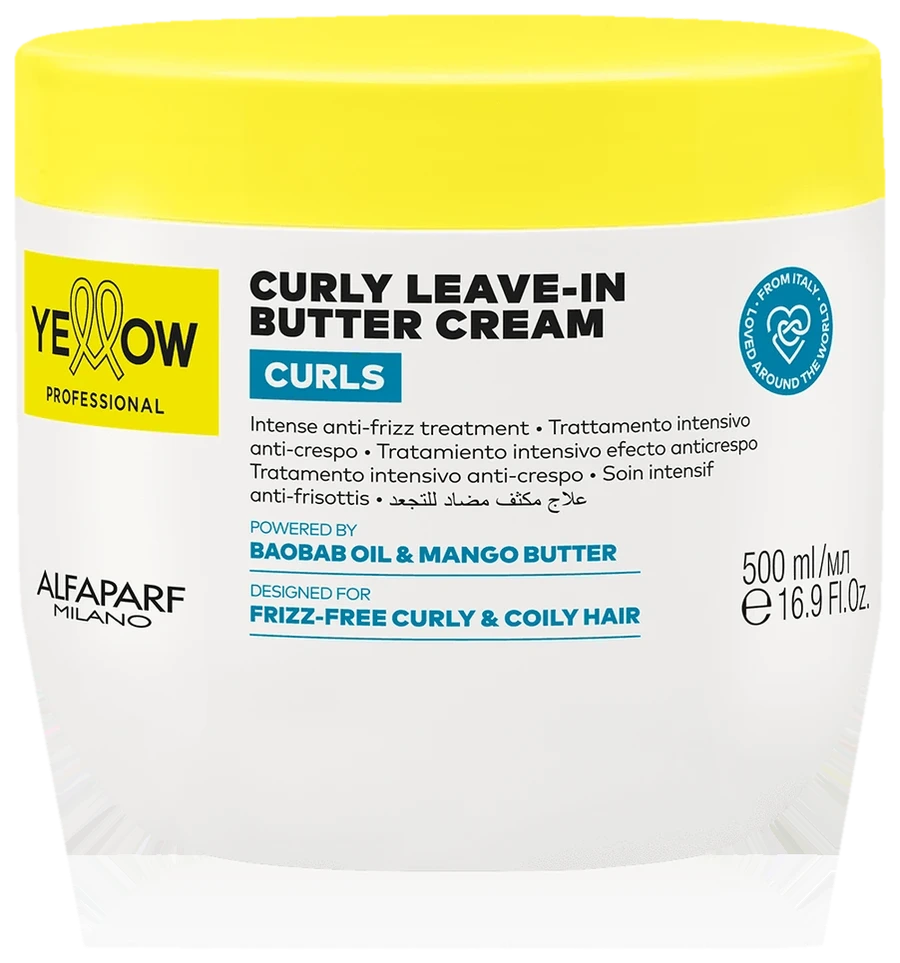 YELLOW
PROFESSIONAL
ALFAPARF
MILANO
CURLY LEAVE-IN
BUTTER CREAM
CURLS
Intense anti-frizz treatment • Trattamento intensivo
anti-crespo • Tratamiento intensivo efecto anticrespo
Tratamento intensivo anti-crespo • Soin intensif
anti-frisottis • علاج مكثف مضاد للتجعد
POWERED BY
BAOBAB OIL & MANGO BUTTER
DESIGNED FOR
FRIZZ-FREE CURLY & COILY HAIR
• FROM ITALY •
LOVED AROUND THE WORLD
500 ml/мл
℮ 16.9 Fl.Oz.